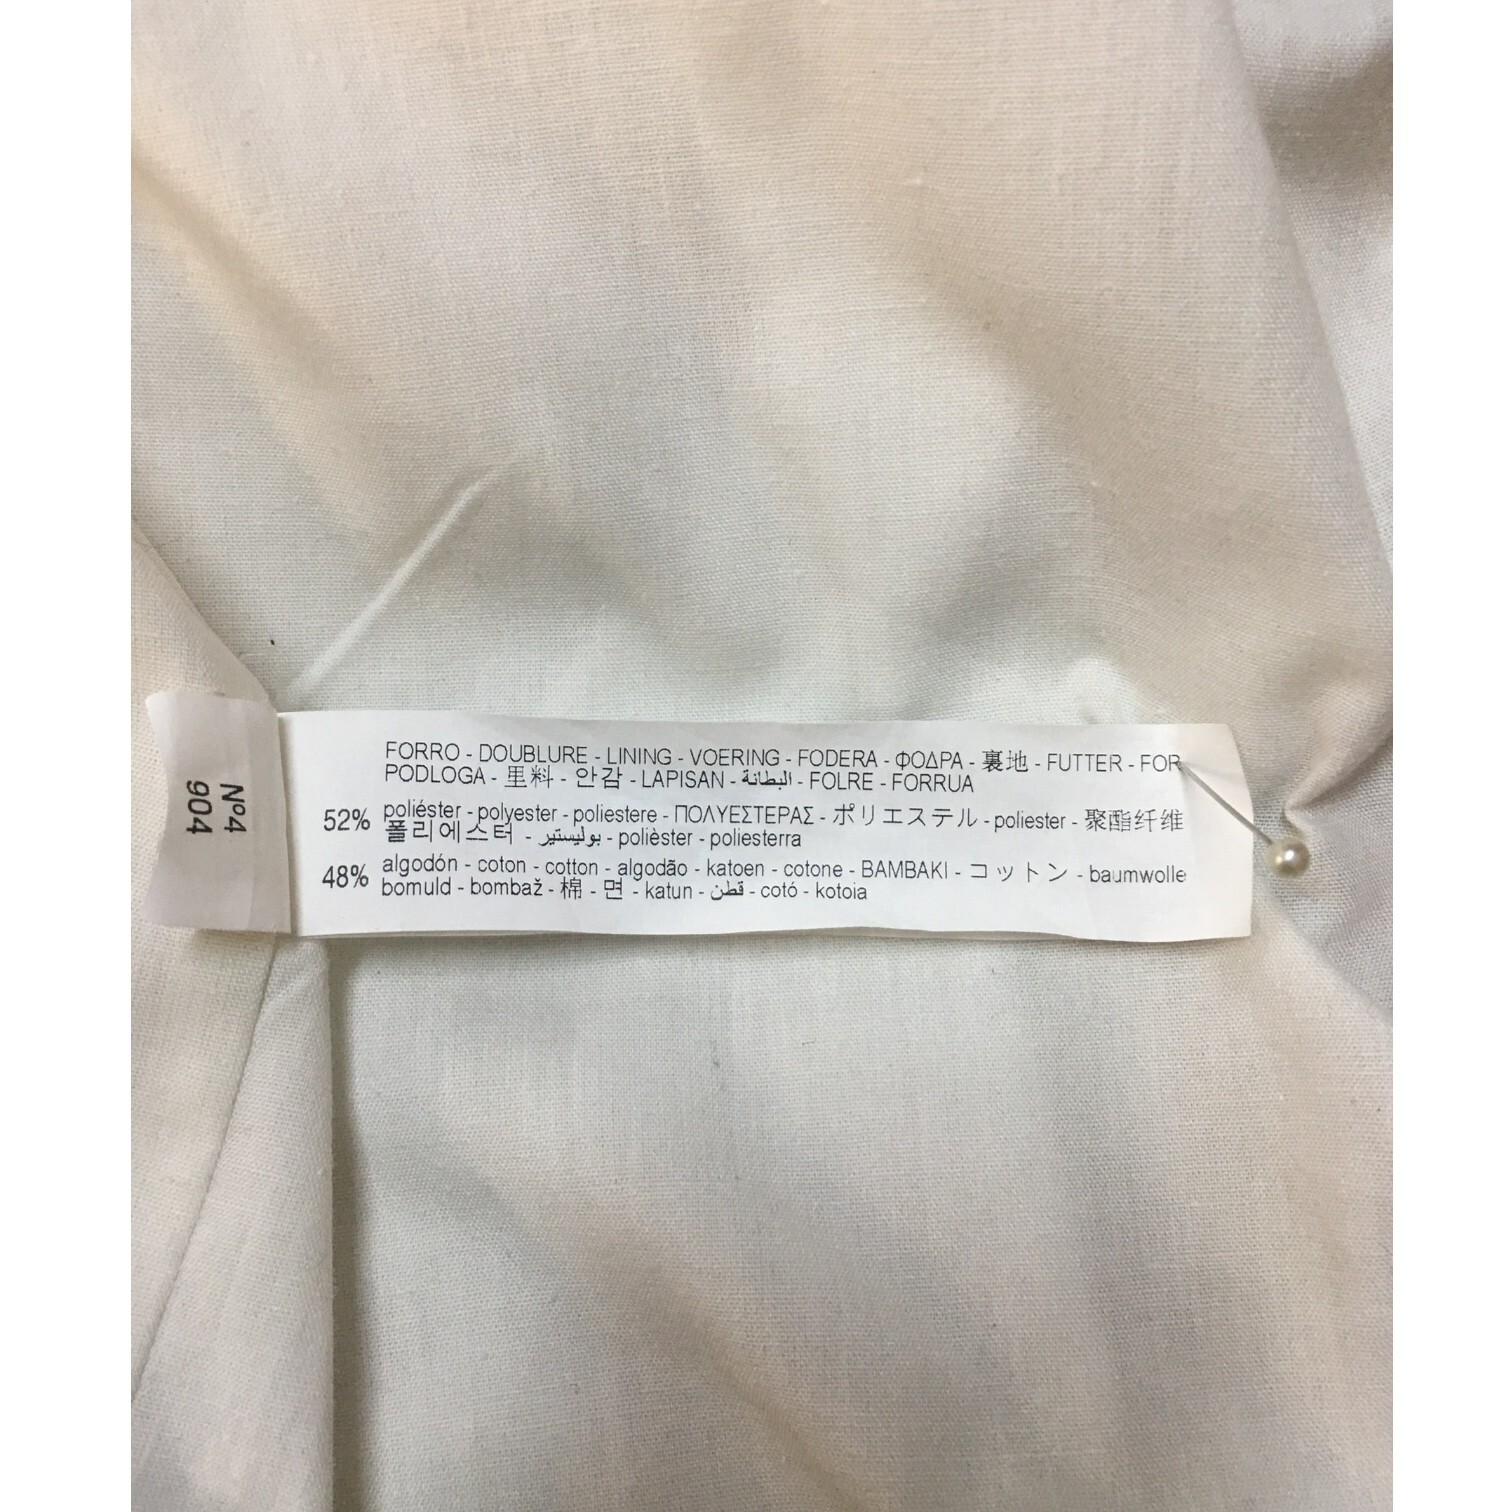 FORRO - DOUBLURE - LINING - VOERING - FODERA - ΦΟΔΡΑ - 裏地 - FUTTER - FOR
PODLOGA - 里料 - 안감 - LAPISAN - البطانة - FOLRE - FORRUA
52% poliéster - polyester - poliestere - ΠΟΛΥΕΣΤΕΡΑΣ - ポリエステル - poliester - 聚酯纤维
폴리에스터 - بوليستير - polièster - poliesterra
48% algodón - coton - cotton - algodão - katoen - cotone - BAMBAKI - コットン - baumwolle
bomuld - bombaž - 棉 - 면 - katun - قطن - cotó - kotoia
Nº4
904